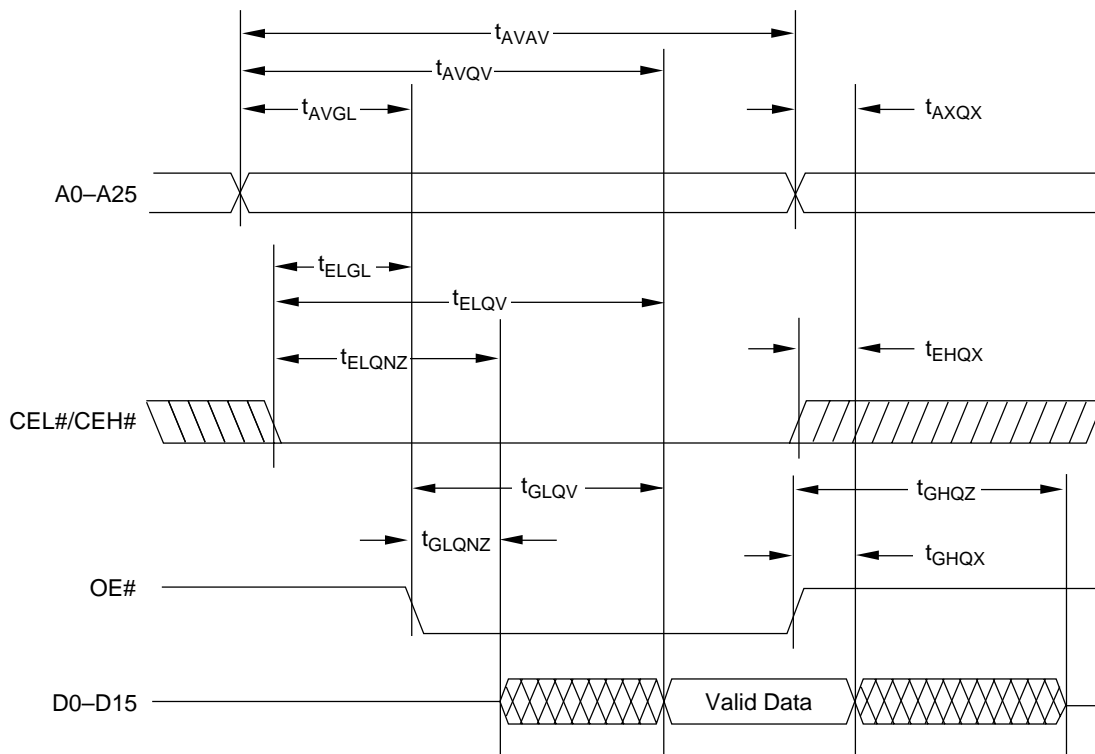 tAVAV
tAVQV
tAVGL
tAXQX
A0–A25
tELGL
tELQV
tELQNZ
tEHQX
CEL#/CEH#
tGLQV
tGHQZ
tGLQNZ
tGHQX
OE#
D0–D15
Valid Data